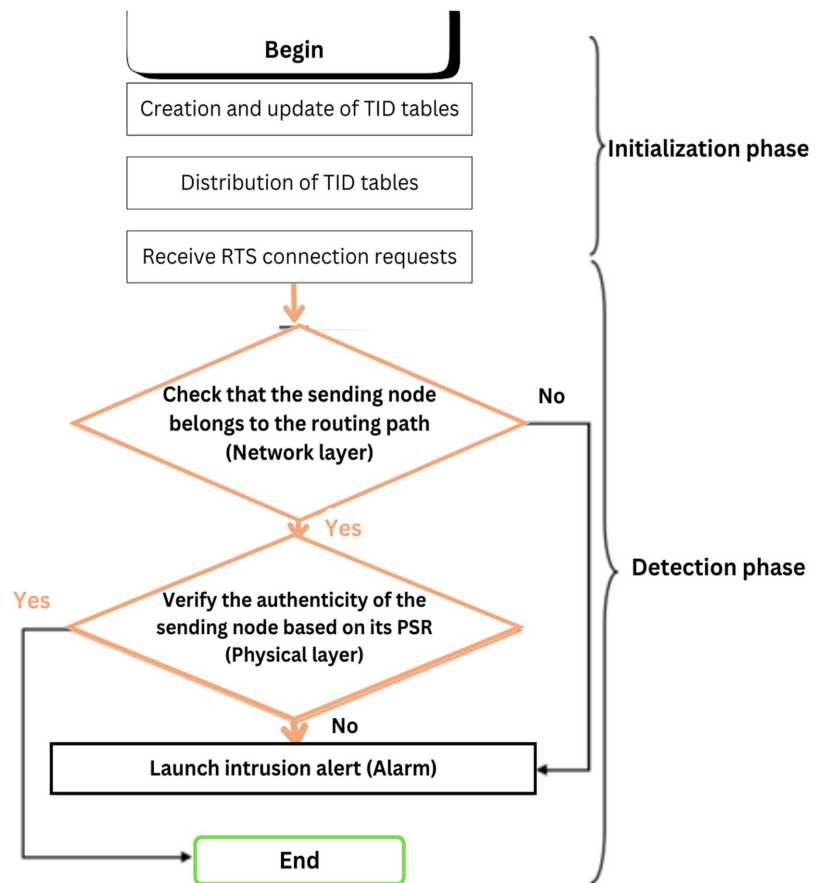 Begin
Creation and update of TID tables
Initialization phase
Distribution of TID tables
Receive RTS connection requests
Check that the sending node
belongs to the routing path
(Network layer)
No
Yes
Detection phase
Yes
Verify the authenticity of the
sending node based on its PSR
(Physical layer)
No
Launch intrusion alert (Alarm)
End